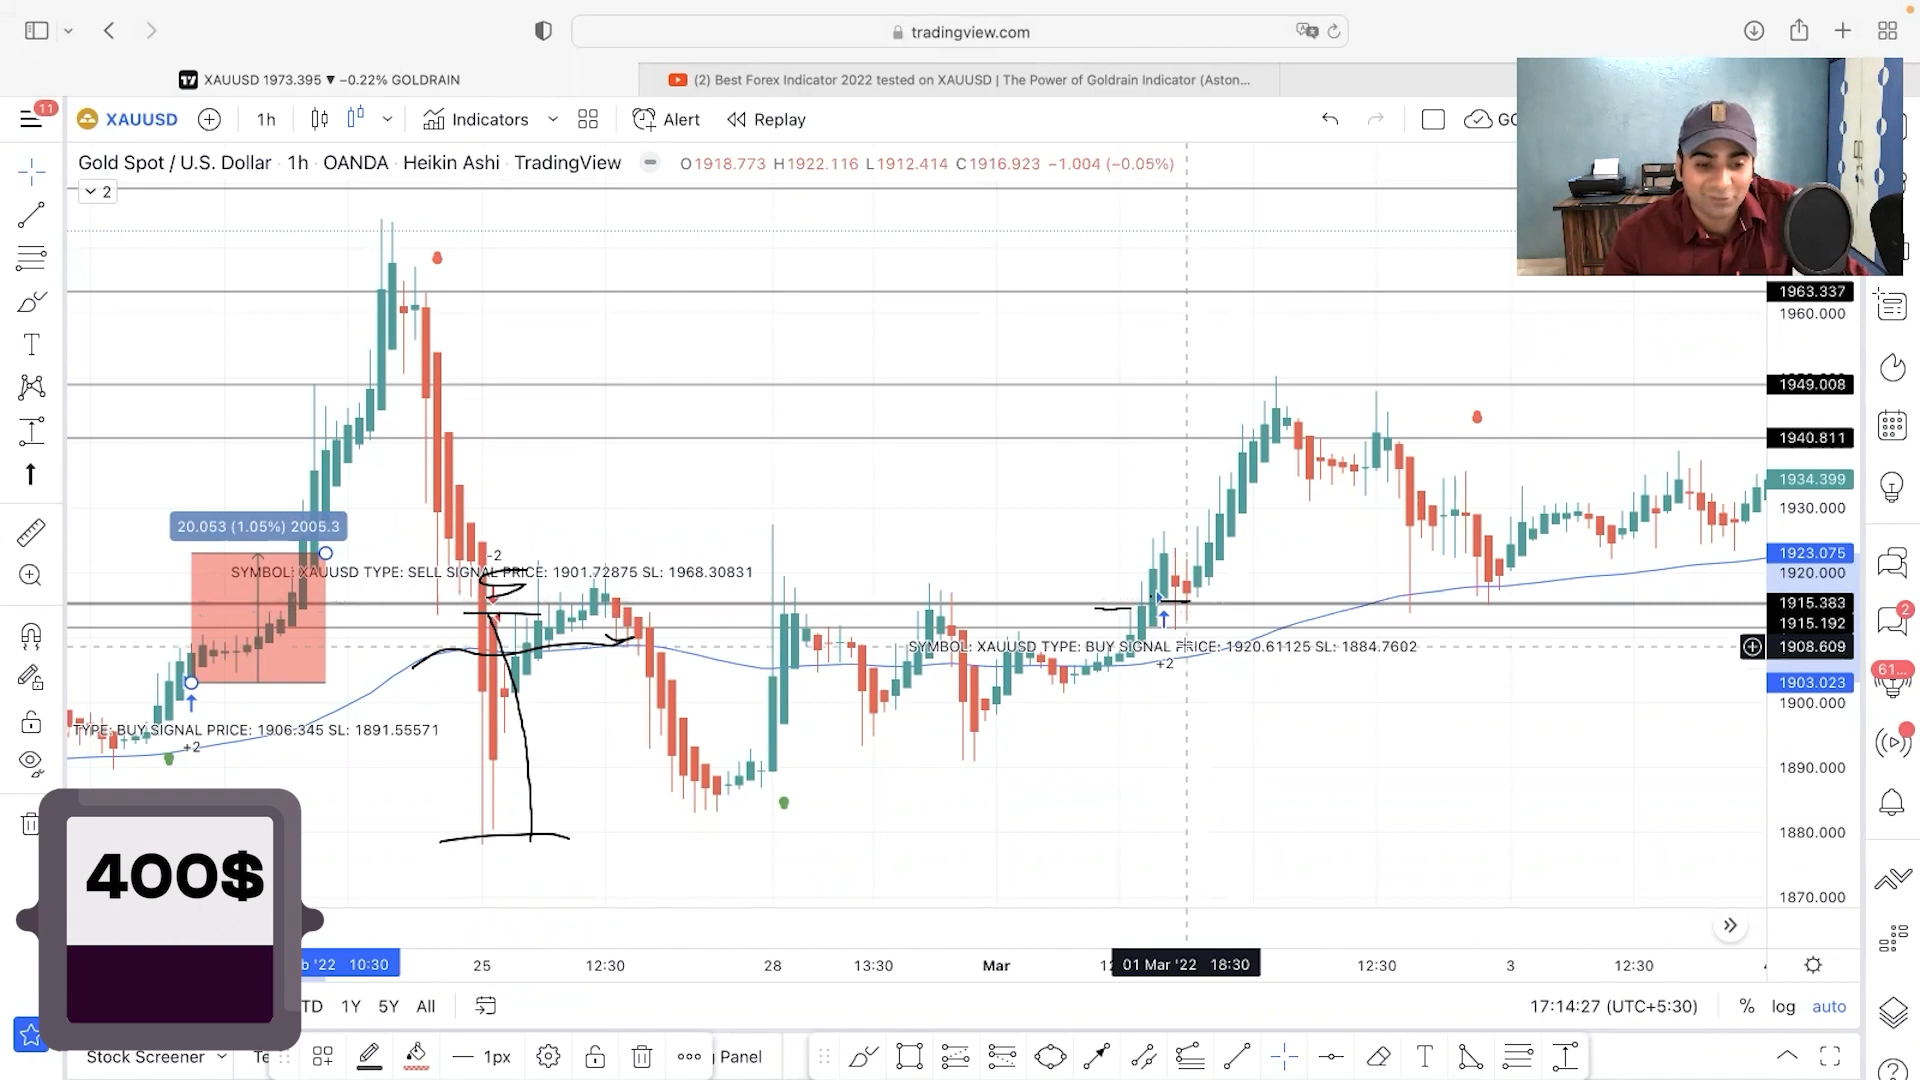 tradingview.com
XAUUSD 1973.395 ▼ −0.22% GOLDRAIN
(2) Best Forex Indicator 2022 tested on XAUUSD | The Power of Goldrain Indicator (Aston...
11
XAUUSD
1h
Indicators
Alert
Replay
Gold Spot / U.S. Dollar 1h OANDA Heikin Ashi TradingView
O1918.773 H1922.116 L1912.414 C1916.923 −1.004 (−0.05%)
2
1963.337
1960.000
1949.008
1940.811
1934.399
1930.000
20.053 (1.05%) 2005.3
-2
1923.075
SYMBOL: XAUUSD TYPE: SELL SIGNAL PRICE: 1901.72875 SL: 1968.30831
1920.000
1915.383
2
1915.192
SYMBOL: XAUUSD TYPE: BUY SIGNAL PRICE: 1920.61125 SL: 1884.7602
1908.609
+2
61...
1903.023
1900.000
TYPE: BUY SIGNAL PRICE: 1906.345 SL: 1891.55571
+2
1890.000
1880.000
400$
1870.000
b '22 10:30
25
12:30
28
13:30
Mar
01 Mar '22 18:30
12:30
3
12:30
TD
1Y
5Y
All
17:14:27 (UTC+5:30)
%
log
auto
Stock Screener
Te
1px
Panel